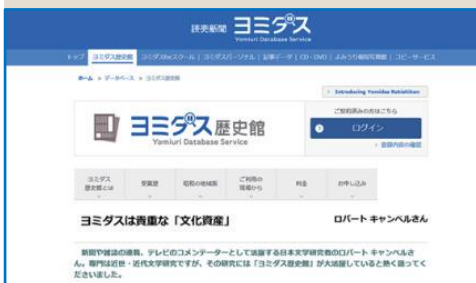 読売新聞 ヨミダス
Yomiuri Database Service
トップ ヨミダス歴史館 ヨミダスforスクール | ヨミダスパーソナル | 記事データ | CD・DVD | よみうり報知写真館 | コピーサービス
ホーム > データベース > ヨミダス歴史館
> Introducing Yomidas Rekishikan
ヨミダス歴史館
Yomiuri Database Service
ご契約済みの方はこちら
ログイン
> 登録内容の確認
ヨミダス歴史館とは 受賞歴 昭和の地域版 ご利用の現場から 料金 お申し込み
ヨミダスは貴重な「文化資産」 ロバート キャンベルさん
新聞や雑誌の連載、テレビのコメンテーターとして活躍する日本文学研究者のロバート キャンベルさ
ん。専門は近世・近代文学研究ですが、その研究には「ヨミダス歴史館」が大活躍していると熱く語ってく
ださいました。